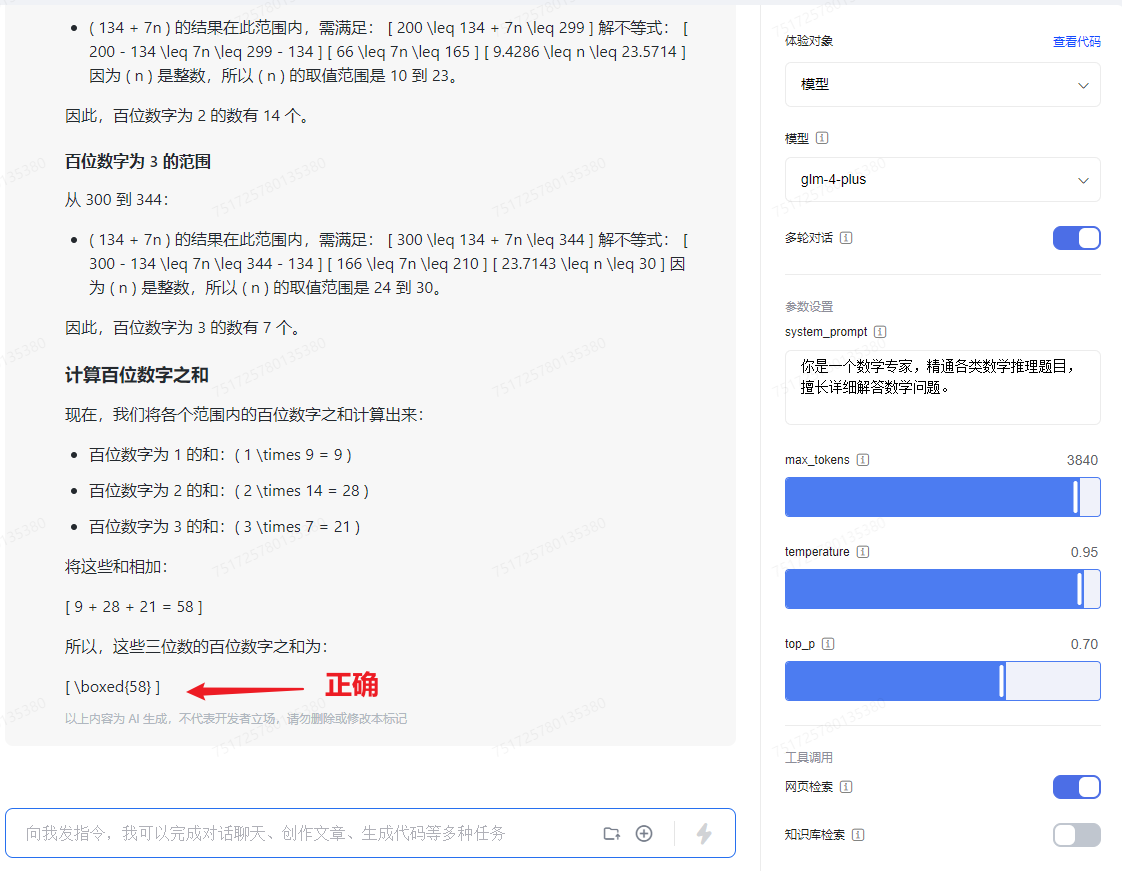 • ( 134 + 7n ) 的结果在此范围内，需满足： [ 200 \leq 134 + 7n \leq 299 ] 解不等式： [
200 - 134 \leq 7n \leq 299 - 134 ] [ 66 \leq 7n \leq 165 ] [ 9.4286 \leq n \leq 23.5714 ]
因为 ( n ) 是整数，所以 ( n ) 的取值范围是 10 到 23。
因此，百位数字为 2 的数有 14 个。
百位数字为 3 的范围
从 300 到 344：
• ( 134 + 7n ) 的结果在此范围内，需满足： [ 300 \leq 134 + 7n \leq 344 ] 解不等式： [
300 - 134 \leq 7n \leq 344 - 134 ] [ 166 \leq 7n \leq 210 ] [ 23.7143 \leq n \leq 30 ] 因
为 ( n ) 是整数，所以 ( n ) 的取值范围是 24 到 30。
因此，百位数字为 3 的数有 7 个。
计算百位数字之和
现在，我们将各个范围内的百位数字之和计算出来：
• 百位数字为 1 的和：( 1 \times 9 = 9 )
• 百位数字为 2 的和：( 2 \times 14 = 28 )
• 百位数字为 3 的和：( 3 \times 7 = 21 )
将这些和相加：
[ 9 + 28 + 21 = 58 ]
所以，这些三位数的百位数字之和为：
[ \boxed{58} ]
正确
以上内容为 AI 生成，不代表开发者立场，请勿删除或修改本标记
向我发指令，我可以完成对话聊天、创作文章、生成代码等多种任务
体验对象
查看代码
模型
模型
glm-4-plus
多轮对话
参数设置
system_prompt
你是一个数学专家，精通各类数学推理题目，
擅长详细解答数学问题。
max_tokens
3840
temperature
0.95
top_p
0.70
工具调用
网页检索
知识库检索
751725780135380